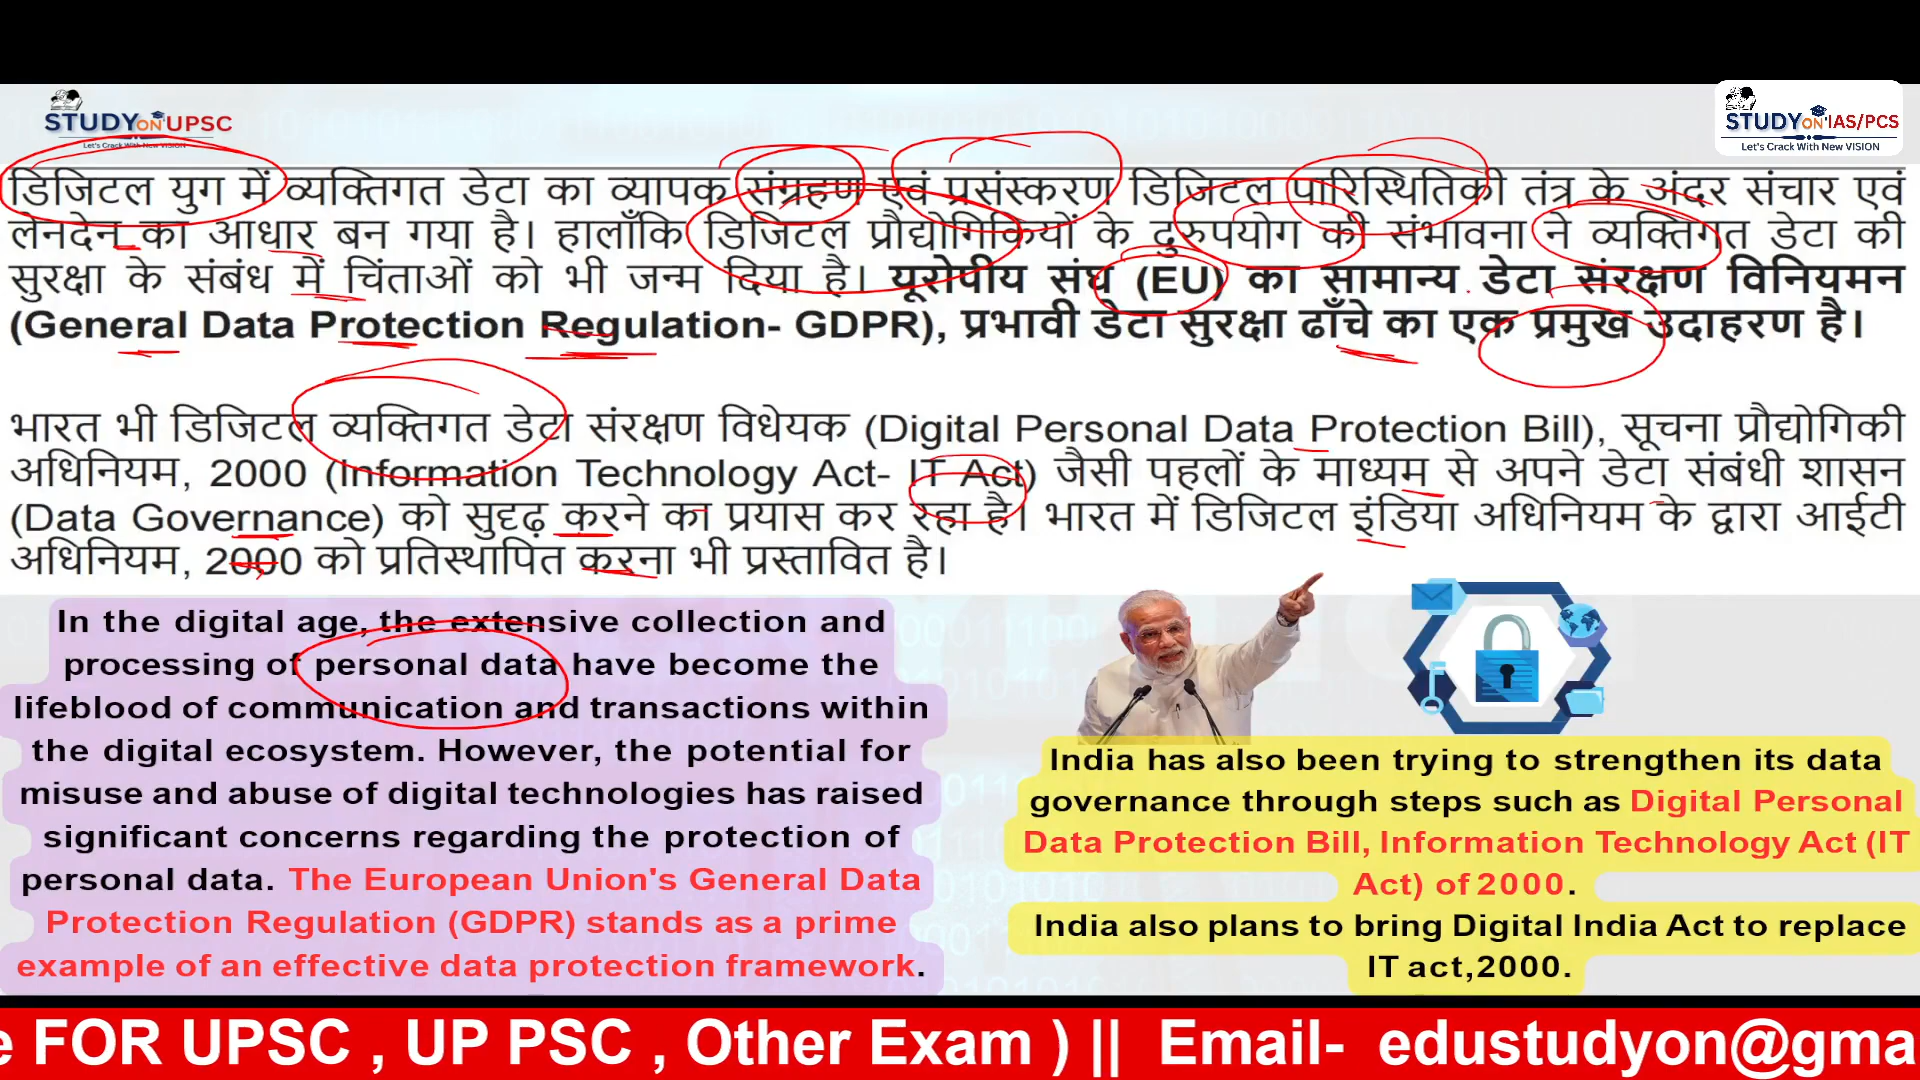 STUDYON UPSC
Let's Crack With New VISION
STUDYON IAS/PCS
Let's Crack With New VISION
डिजिटल युग में व्यक्तिगत डेटा का व्यापक संग्रहण एवं प्रसंस्करण डिजिटल पारिस्थितिकी तंत्र के अंदर संचार एवं
लेनदेन का आधार बन गया है। हालाँकि डिजिटल प्रौद्योगिकियों के दुरुपयोग की संभावना ने व्यक्तिगत डेटा की
सुरक्षा के संबंध में चिंताओं को भी जन्म दिया है। यूरोपीय संघ (EU) का सामान्य डेटा संरक्षण विनियमन
(General Data Protection Regulation- GDPR), प्रभावी डेटा सुरक्षा ढाँचे का एक प्रमुख उदाहरण है।
भारत भी डिजिटल व्यक्तिगत डेटा संरक्षण विधेयक (Digital Personal Data Protection Bill), सूचना प्रौद्योगिकी
अधिनियम, 2000 (Information Technology Act- IT Act) जैसी पहलों के माध्यम से अपने डेटा संबंधी शासन
(Data Governance) को सुदृढ़ करने का प्रयास कर रहा है। भारत में डिजिटल इंडिया अधिनियम के द्वारा आईटी
अधिनियम, 2000 को प्रतिस्थापित करना भी प्रस्तावित है।
In the digital age, the extensive collection and
processing of personal data have become the
lifeblood of communication and transactions within
the digital ecosystem. However, the potential for
misuse and abuse of digital technologies has raised
significant concerns regarding the protection of
personal data. The European Union's General Data
Protection Regulation (GDPR) stands as a prime
example of an effective data protection framework.
India has also been trying to strengthen its data
governance through steps such as Digital Personal
Data Protection Bill, Information Technology Act (IT
Act) of 2000.
India also plans to bring Digital India Act to replace
IT act,2000.
e FOR UPSC , UP PSC , Other Exam ) || Email- edustudyon@gma